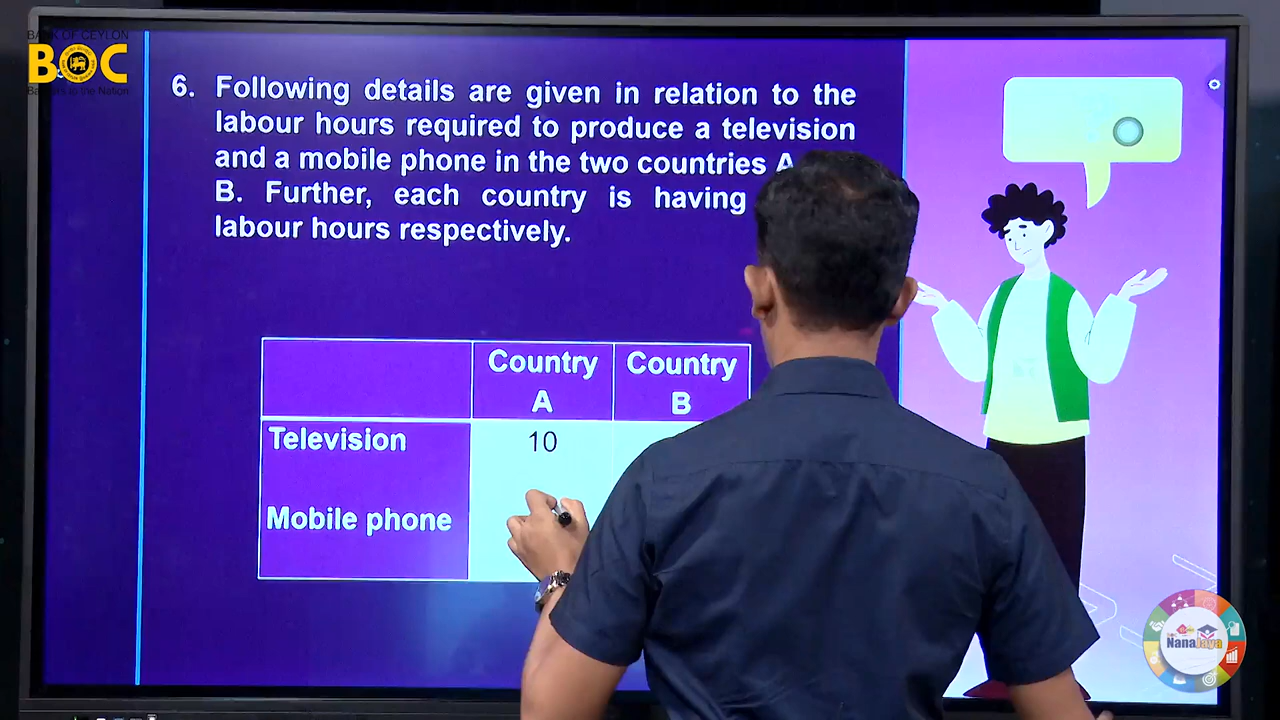 BANK OF CEYLON
BOC
Bankers to the Nation
6. Following details are given in relation to the
labour hours required to produce a television
and a mobile phone in the two countries A
B. Further, each country is having
labour hours respectively.
Country A
Country B
Television
10
Mobile phone
NanaJaya